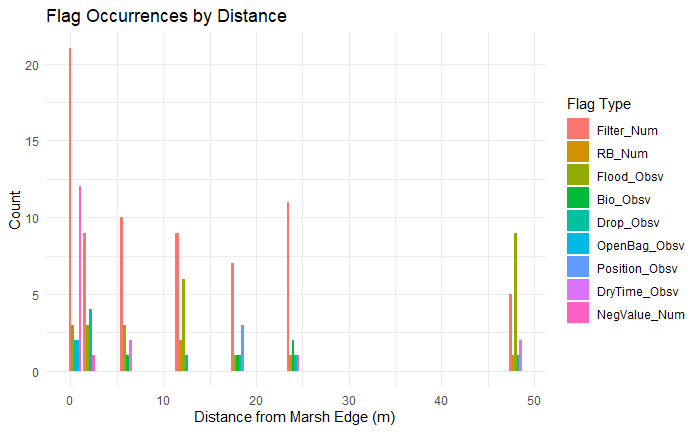 Flag Occurrences by Distance
20
15
10
5
0
Count
0 10 20 30 40 50
Distance from Marsh Edge (m)
Flag Type
Filter_Num
RB_Num
Flood_Obsv
Bio_Obsv
Drop_Obsv
OpenBag_Obsv
Position_Obsv
DryTime_Obsv
NegValue_Num